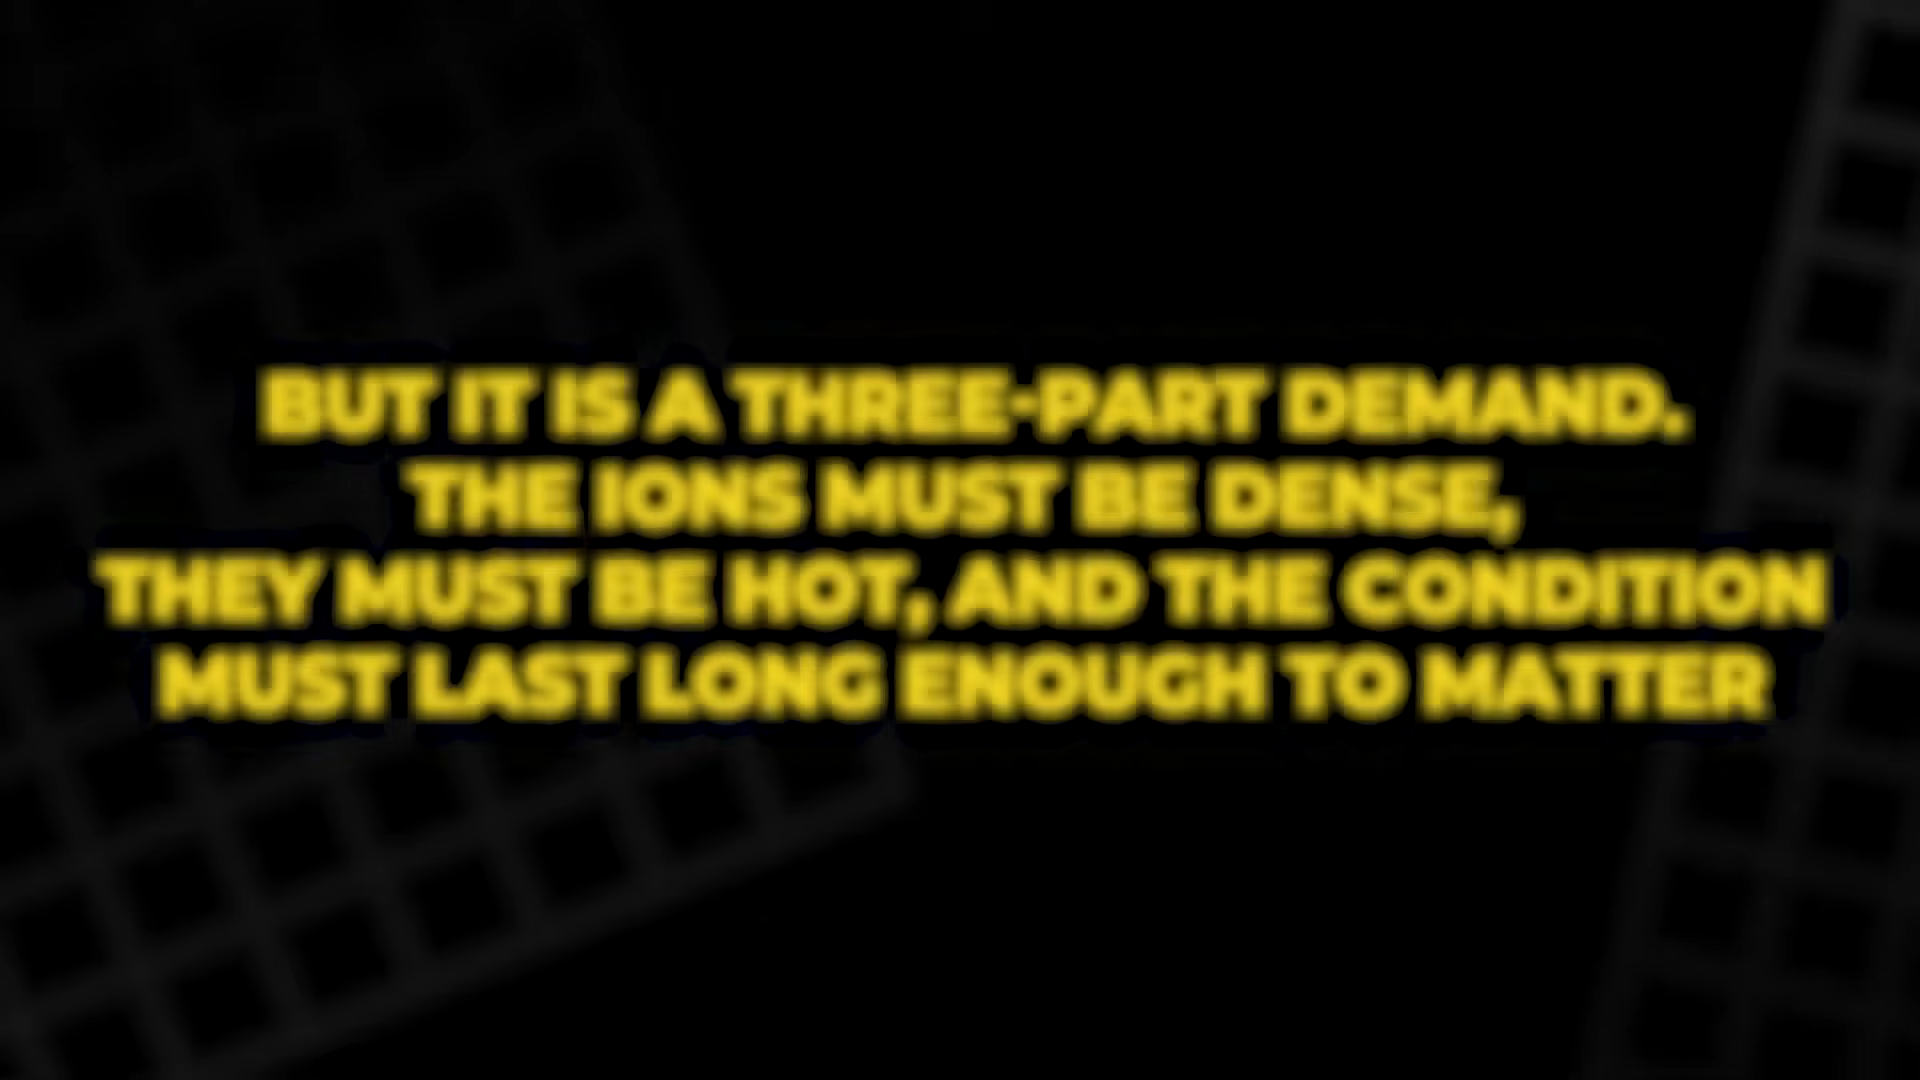 BUT IT IS A THREE-PART DEMAND.
THE IONS MUST BE DENSE,
THEY MUST BE HOT, AND THE CONDITION
MUST LAST LONG ENOUGH TO MATTER